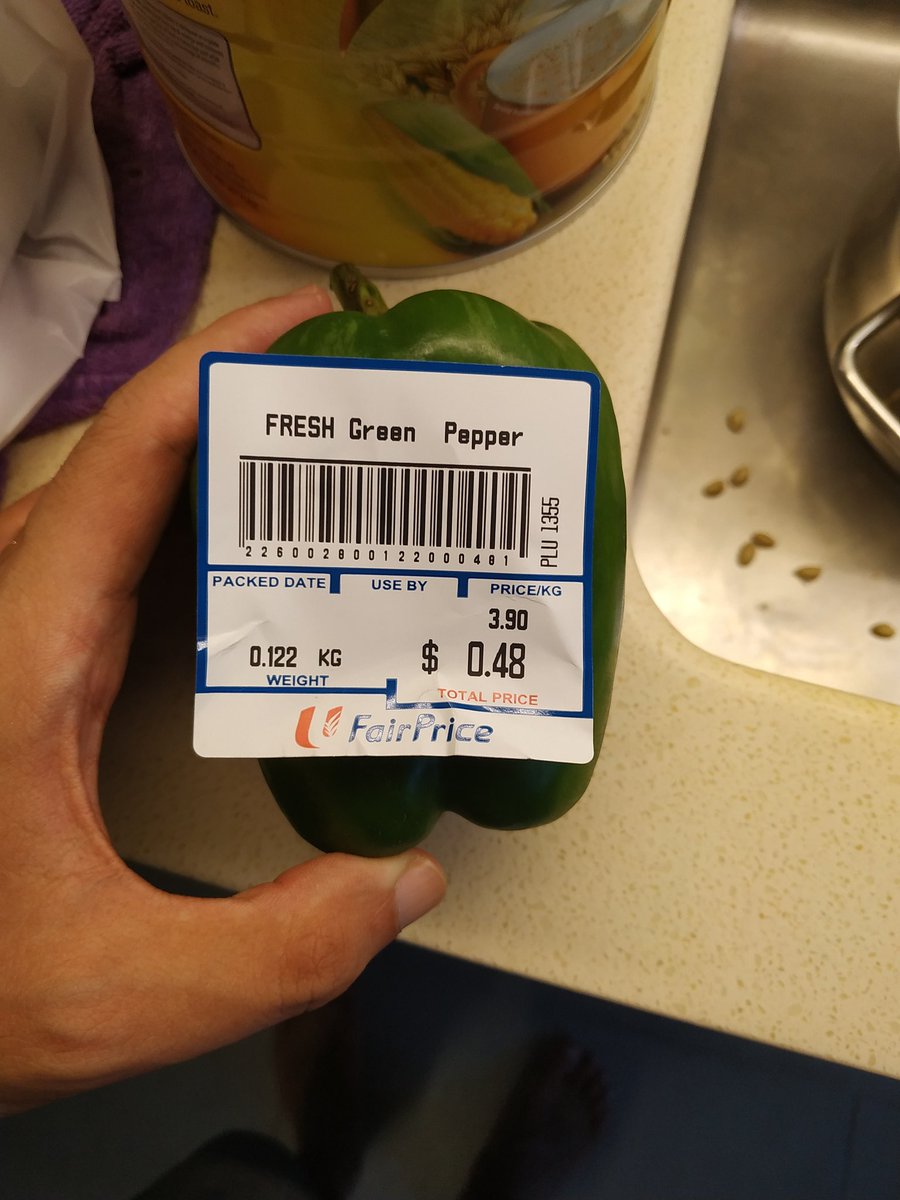 toast.
FRESH Green Pepper
PLU 1355
226002800122000481
PACKED DATE USE BY PRICE/KG
3.90
0.122 KG $ 0.48
WEIGHT TOTAL PRICE
FairPrice